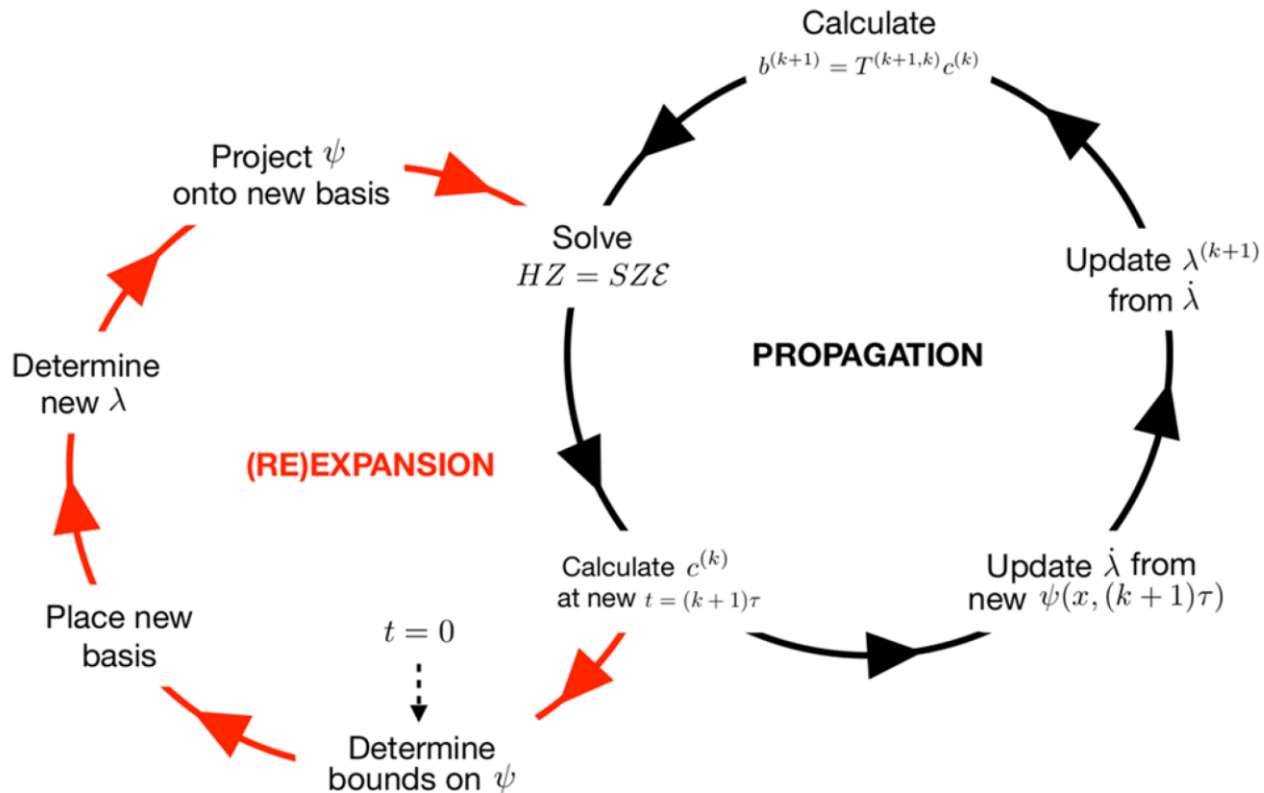 Calculate
b^{(k+1)} = T^{(k+1,k)} c^{(k)}
Project ψ
onto new basis
Solve
HZ = SZℰ
Update λ^{(k+1)}
from λ̇
PROPAGATION
Determine
new λ
(RE)EXPANSION
Calculate c^{(k)}
at new t = (k + 1)τ
Update λ̇ from
new ψ(x, (k + 1)τ)
Place new
basis
t = 0
Determine
bounds on ψ